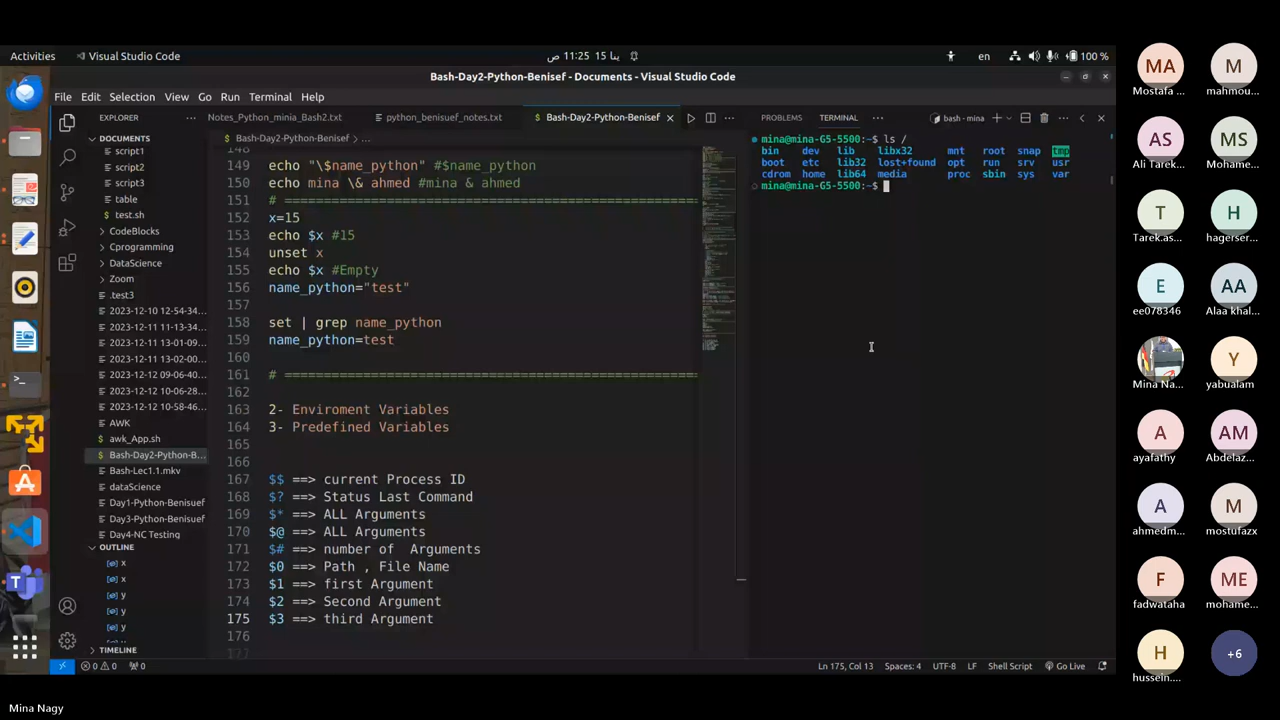 Activities
Visual Studio Code
11:25 ص
15 ينا
en
100 %
Bash-Day2-Python-Benisef - Documents - Visual Studio Code
File Edit Selection View Go Run Terminal Help
EXPLORER
Notes_Python_minia_Bash2.txt
python_benisuef_notes.txt
$ Bash-Day2-Python-Benisef
PROBLEMS
TERMINAL
bash - mina
DOCUMENTS
script1
script2
script3
table
$ test.sh
CodeBlocks
Cprogramming
DataScience
Zoom
.test3
2023-12-10 12-54-34...
2023-12-11 11-13-34...
2023-12-11 13-01-09...
2023-12-11 13-02-00...
2023-12-12 09-06-40...
2023-12-12 10-06-28...
2023-12-12 10-58-46...
AWK
$ awk_App.sh
$ Bash-Day2-Python-B...
Bash-Lec1.1.mkv
dataScience
Day1-Python-Benisuef
Day3-Python-Benisuef
Day4-NC Testing
OUTLINE
x
x
y
y
y
TIMELINE
$ Bash-Day2-Python-Benisef > ...
148
149 echo "\$name_python" #$name_python
150 echo mina \& ahmed #mina & ahmed
151 # =====================================================
152 x=15
153 echo $x #15
154 unset x
155 echo $x #Empty
156 name_python="test"
157
158 set | grep name_python
159 name_python=test
160
161 # =====================================================
162
163 2- Enviroment Variables
164 3- Predefined Variables
165
166
167 $$ ==> current Process ID
168 $? ==> Status Last Command
169 $* ==> ALL Arguments
170 $@ ==> ALL Arguments
171 $# ==> number of  Arguments
172 $0 ==> Path , File Name
173 $1 ==> first Argument
174 $2 ==> Second Argument
175 $3 ==> third Argument
176
177
mina@mina-G5-5500:~$ ls /
bin dev lib libx32 mnt root snap tmp
boot etc lib32 lost+found opt run srv usr
cdrom home lib64 media proc sbin sys var
mina@mina-G5-5500:~$
0 0 0
Ln 175, Col 13
Spaces: 4
UTF-8
LF
Shell Script
Go Live
MA
Mostafa ...
M
mahmou...
AS
Ali Tarek...
MS
Mohame...
T
Tarek.as...
H
hagerser...
E
ee078346
AA
Alaa khal...
Mina Na...
Y
yabualam
A
ayafathy
AM
Abdelaz...
A
ahmedm...
M
mostufazx
F
fadwataha
ME
mohame...
H
hussein....
+6
Mina Nagy